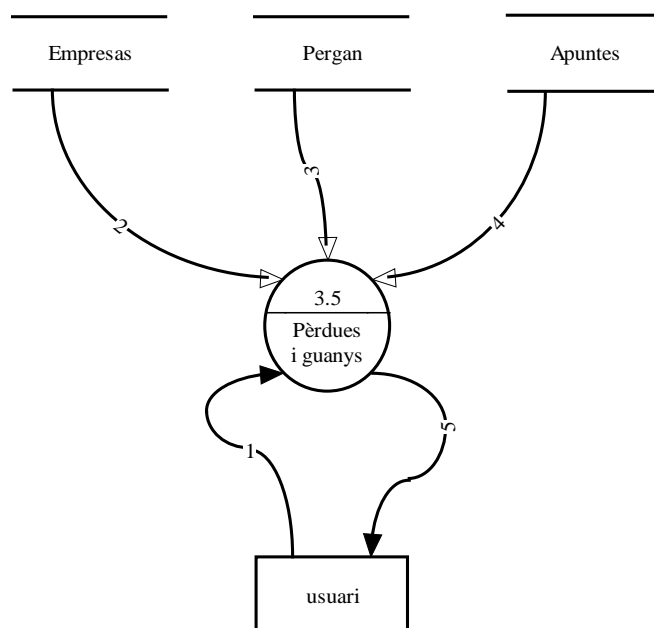 Empresas
Pergan
Apuntes
2
3
4
3.5
Pèrdues
i guanys
1
5
usuari